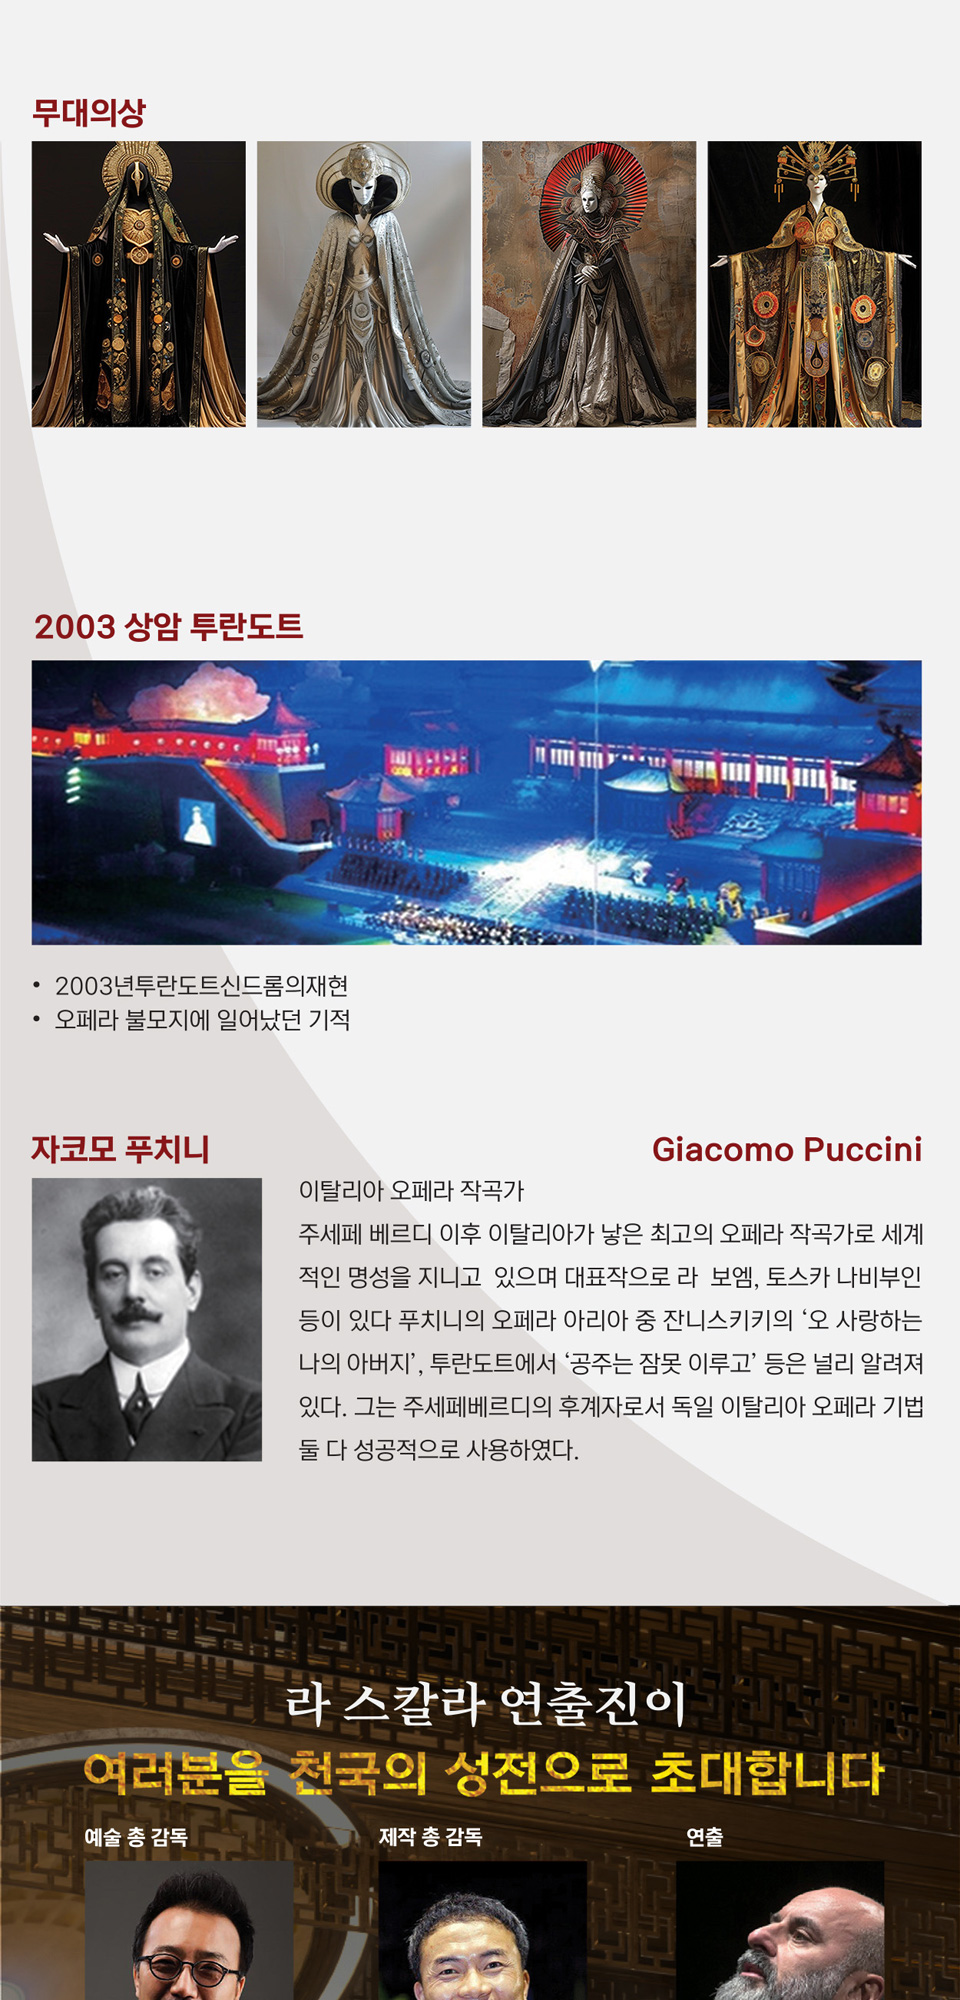 무대의상
2003 상암 투란도트
• 2003년투란도트신드롬의재현
• 오페라 불모지에 일어났던 기적
자코모 푸치니
Giacomo Puccini
이탈리아 오페라 작곡가
주세페 베르디 이후 이탈리아가 낳은 최고의 오페라 작곡가로 세계
적인 명성을 지니고 있으며 대표작으로 라 보엠, 토스카 나비부인
등이 있다 푸치니의 오페라 아리아 중 잔니스키키의 ‘오 사랑하는
나의 아버지’, 투란도트에서 ‘공주는 잠못 이루고’ 등은 널리 알려져
있다. 그는 주세페베르디의 후계자로서 독일 이탈리아 오페라 기법
둘 다 성공적으로 사용하였다.
라 스칼라 연출진이
여러분을 천국의 성전으로 초대합니다
예술 총 감독
제작 총 감독
연출